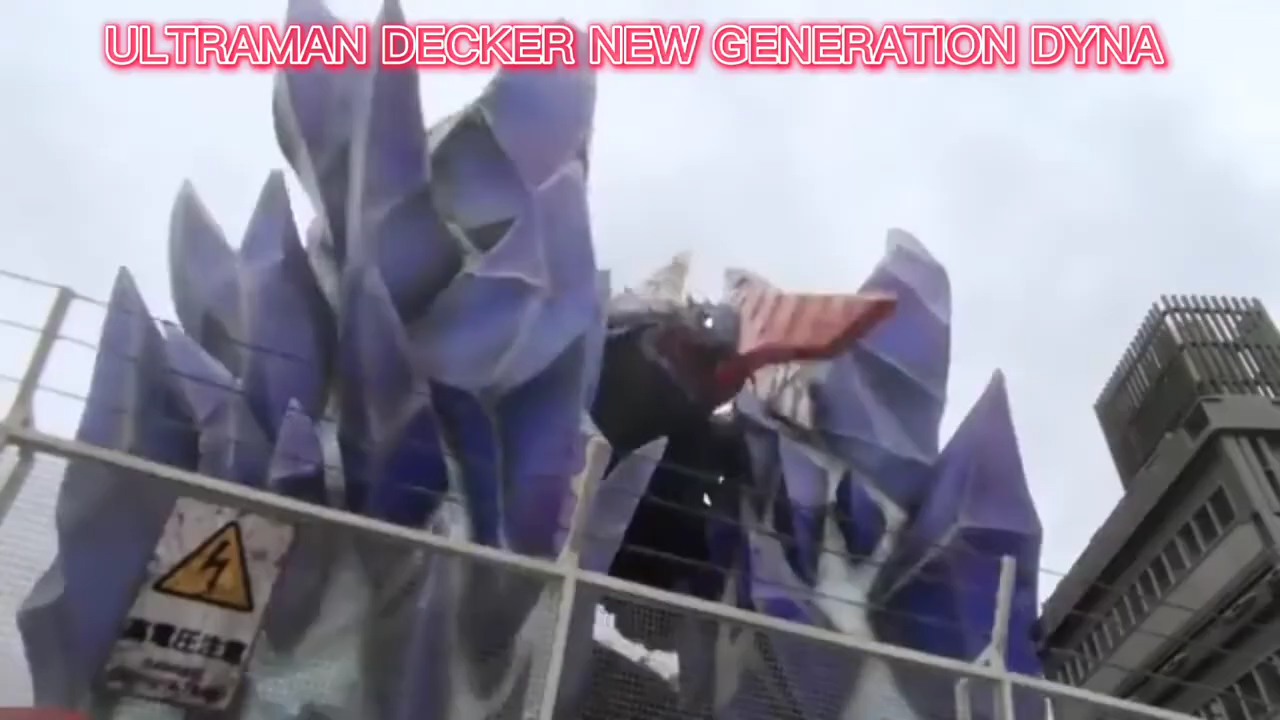 ULTRAMAN DECKER NEW GENERATION DYNA
高電圧注意